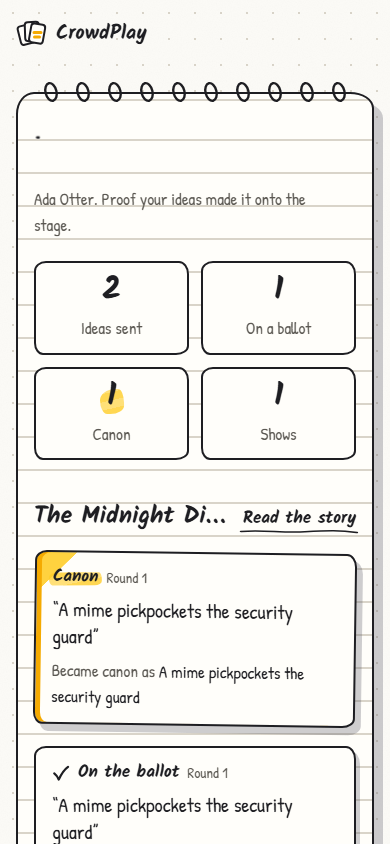 CrowdPlay
.
Ada Otter. Proof your ideas made it onto the
stage.
2
Ideas sent
1
On a ballot
1
Canon
1
Shows
The Midnight Di...
Read the story
Canon Round 1
“A mime pickpockets the security
guard”
Became canon as A mime pickpockets the
security guard
On the ballot Round 1
“A mime pickpockets the security
guard”